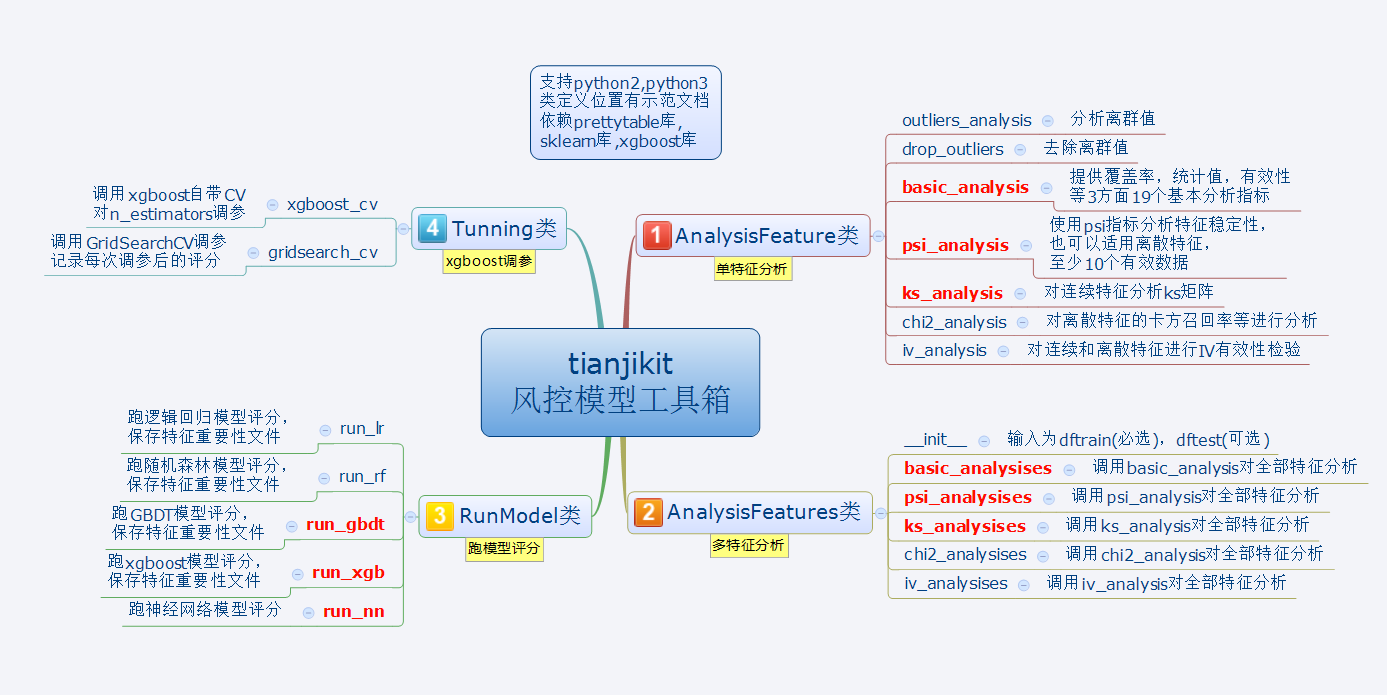 支持python2,python3
类定义位置有示范文档
依赖prettytable库,
sklearn库,xgboost库
tianjikit
风控模型工具箱
1
AnalysisFeature类
单特征分析
outliers_analysis
分析离群值
drop_outliers
去除离群值
basic_analysis
提供覆盖率，统计值，有效性
等3方面19个基本分析指标
psi_analysis
使用psi指标分析特征稳定性，
也可以适用离散特征，
至少10个有效数据
ks_analysis
对连续特征分析ks矩阵
chi2_analysis
对离散特征的卡方召回率等进行分析
iv_analysis
对连续和离散特征进行IV有效性检验
2
AnalysisFeatures类
多特征分析
__init__
输入为dftrain(必选)，dftest(可选)
basic_analysises
调用basic_analysis对全部特征分析
psi_analysises
调用psi_analysis对全部特征分析
ks_analysises
调用ks_analysis对全部特征分析
chi2_analysises
调用chi2_analysis对全部特征分析
iv_analysises
调用iv_analysis对全部特征分析
3
RunModel类
跑模型评分
run_lr
跑逻辑回归模型评分，
保存特征重要性文件
run_rf
跑随机森林模型评分，
保存特征重要性文件
run_gbdt
跑GBDT模型评分，
保存特征重要性文件
run_xgb
跑xgboost模型评分，
保存特征重要性文件
run_nn
跑神经网络模型评分
4
Tunning类
xgboost调参
xgboost_cv
调用xgboost自带CV
对n_estimators调参
gridsearch_cv
调用GridSearchCV调参
记录每次调参后的评分